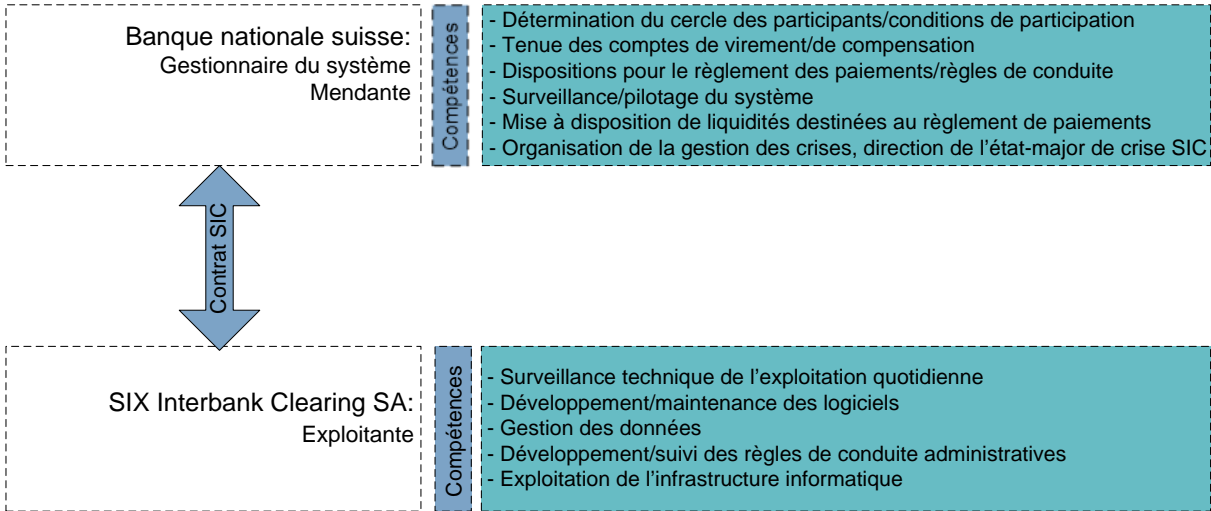 Banque nationale suisse:
Gestionnaire du système
Mendante
Compétences
- Détermination du cercle des participants/conditions de participation
- Tenue des comptes de virement/de compensation
- Dispositions pour le règlement des paiements/règles de conduite
- Surveillance/pilotage du système
- Mise à disposition de liquidités destinées au règlement de paiements
- Organisation de la gestion des crises, direction de l’état-major de crise SIC
Contrat SIC
SIX Interbank Clearing SA:
Exploitante
Compétences
- Surveillance technique de l’exploitation quotidienne
- Développement/maintenance des logiciels
- Gestion des données
- Développement/suivi des règles de conduite administratives
- Exploitation de l’infrastructure informatique